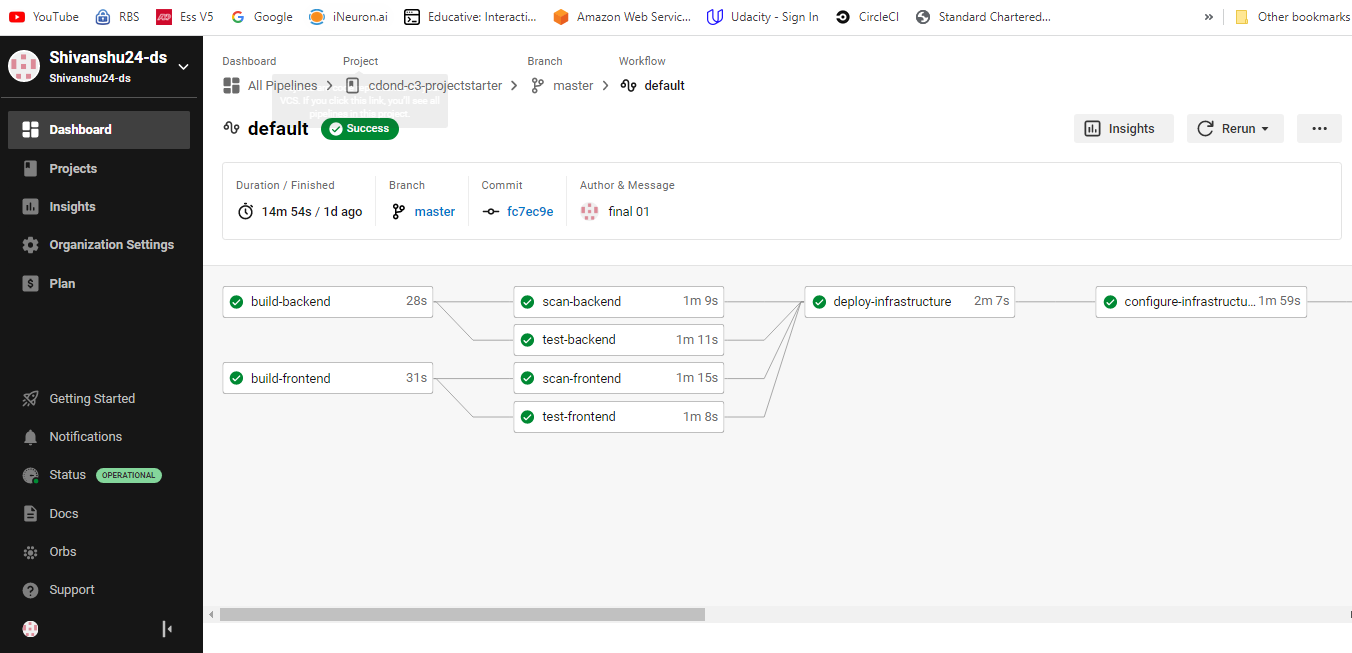 YouTube RBS Ess V5 Google iNeuron.ai Educative: Interacti... Amazon Web Servic... Udacity - Sign In CircleCI Standard Chartered... » Other bookmarks
Shivanshu24-ds
Shivanshu24-ds
Dashboard
Projects
Insights
Organization Settings
Plan
Getting Started
Notifications
Status OPERATIONAL
Docs
Orbs
Support
Dashboard Project Branch Workflow
All Pipelines cdond-c3-projectstarter master default
VCS. If you click this link, you'll see all
default Success
Insights Rerun
Duration / Finished Branch Commit Author & Message
14m 54s / 1d ago master fc7ec9e final 01
build-backend 28s scan-backend 1m 9s deploy-infrastructure 2m 7s configure-infrastructu... 1m 59s
test-backend 1m 11s
build-frontend 31s scan-frontend 1m 15s
test-frontend 1m 8s